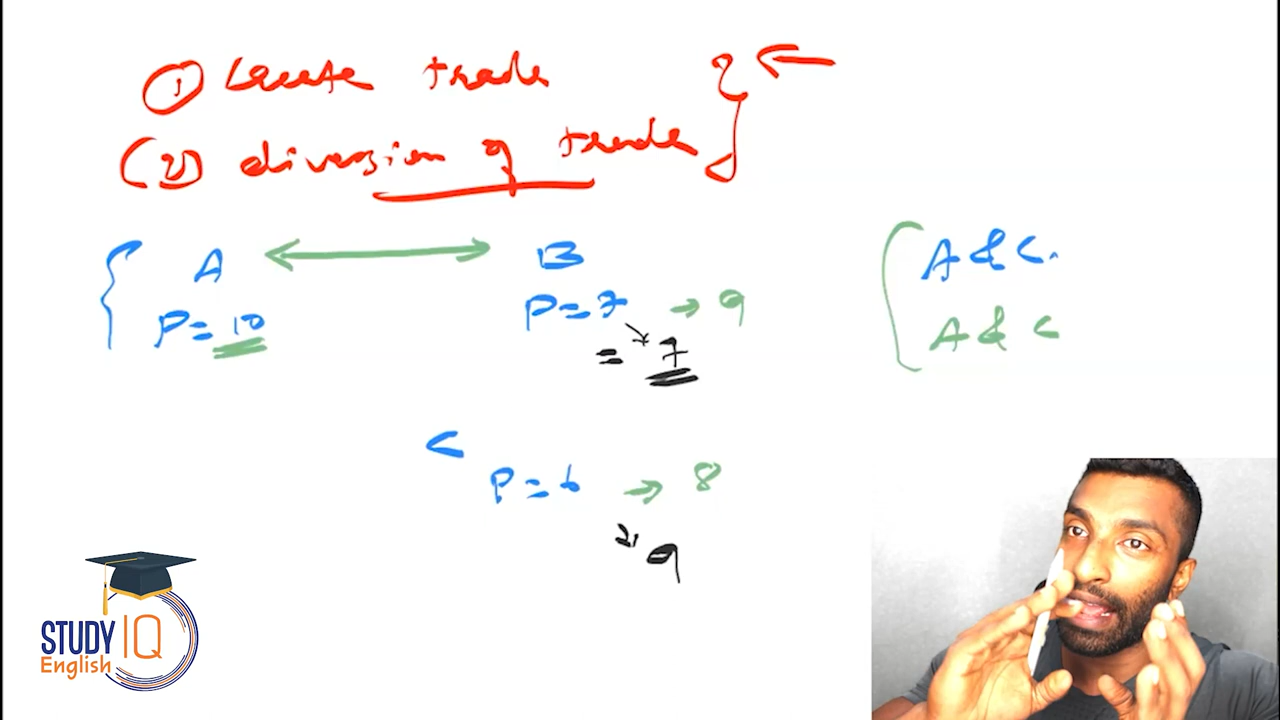 ① create trade
(2) diversion of trade
A B
P=10 P=7 → 9
= 7
A & C.
A & C
C
P=6 → 8
9
STUDY IQ
English